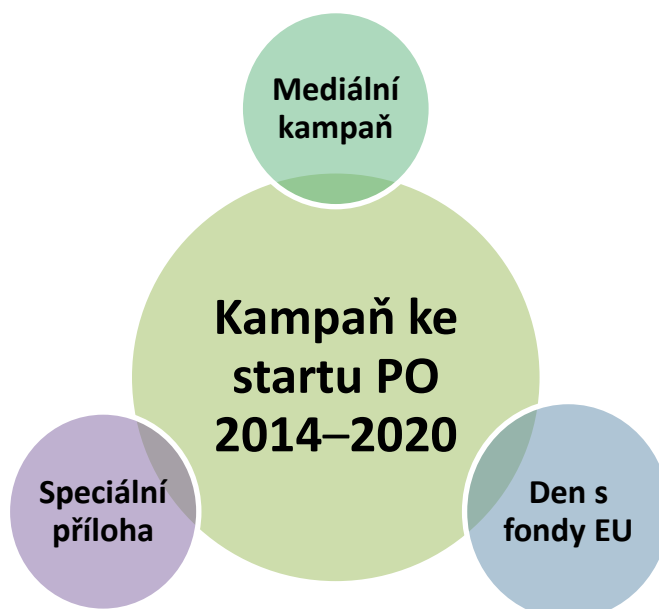 Mediální
kampaň
Kampaň ke
startu PO
2014–2020
Speciální
příloha
Den s
fondy EU